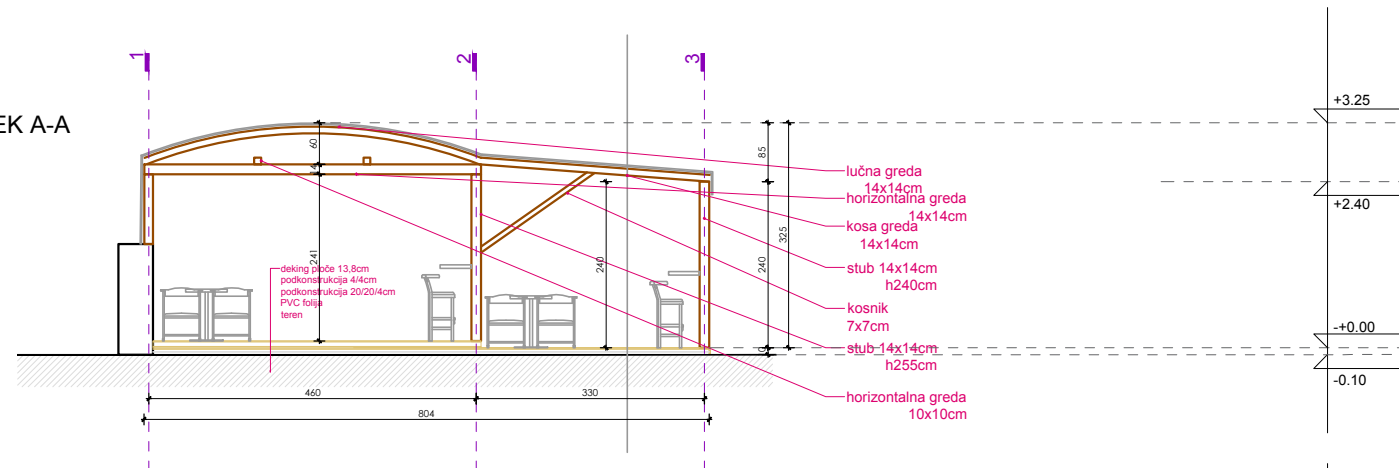 1
2
3
EK A-A
+3.25
60
85
14
lučna greda
14x14cm
horizontalna greda
14x14cm
+2.40
kosa greda
14x14cm
325
241
240
240
deking ploče 13,8cm
podkonstrukcija 4/4cm
podkonstrukcija 20/20/4cm
PVC folija
teren
stub 14x14cm
h240cm
kosnik
7x7cm
-+0.00
stub 14x14cm
h255cm
-0.10
460
330
horizontalna greda
10x10cm
804